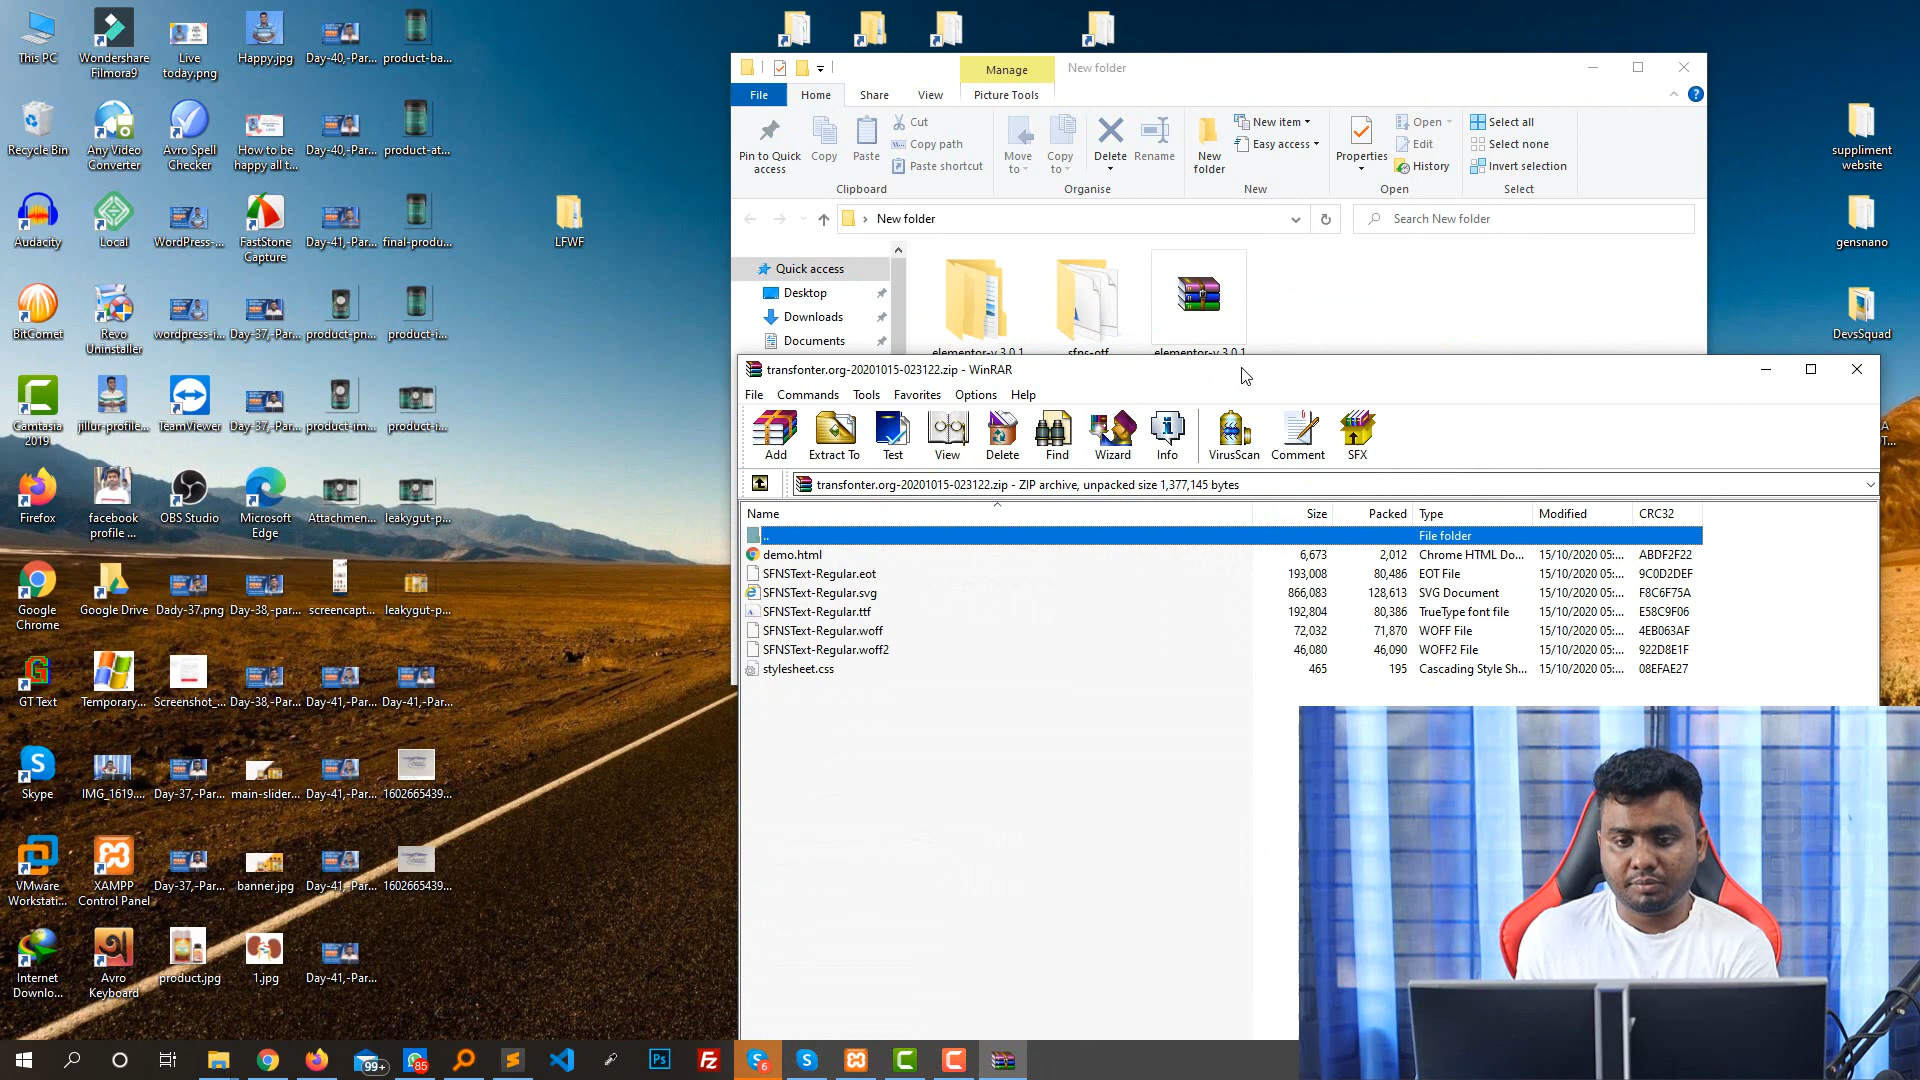 This PC
Wondershare
Filmora9
Live
today.png
Happy.jpg
Day-40,-Par...
product-ba...
Recycle Bin
Any Video
Converter
Avro Spell
Checker
How to be
happy all t...
Day-40,-Par...
product-at...
Audacity
Local
WordPress-...
FastStone
Capture
Day-41,-Par...
final-produ...
LFWF
BitComet
Revo
Uninstaller
wordpress-i...
Day-37,-Par...
product-pn...
product-i...
Camtasia
2019
jillur-profile...
TeamViewer
Day-37,-Par...
product-im...
product-i...
Firefox
facebook
profile ...
OBS Studio
Microsoft
Edge
Attachmen...
leakygut-p...
Google
Chrome
Google Drive
Dady-37.png
Day-38,-par...
screencapt...
leakygut-p...
GT Text
Temporary...
Screenshot_...
Day-38,-Par...
Day-41,-Par...
Day-41,-Par...
Skype
IMG_1619....
Day-37,-Par...
main-slider...
Day-41,-Par...
1602665439...
VMware
Workstati...
XAMPP
Control Panel
Day-37,-Par...
banner.jpg
Day-41,-Par...
1602665439...
Internet
Downlo...
Avro
Keyboard
product.jpg
1.jpg
Day-41,-Par...
suppliment
website
gensnano
DevsSquad
Manage
New folder
File
Home
Share
View
Picture Tools
Pin to Quick
access
Copy
Paste
Cut
Copy path
Paste shortcut
Clipboard
Move
to
Copy
to
Delete
Rename
Organise
New
folder
New item
Easy access
New
Properties
Open
Edit
History
Open
Select all
Select none
Invert selection
Select
New folder
Search New folder
Quick access
Desktop
Downloads
Documents
elementor-v 3.0.1
sfns-otf
elementor-v 3.0.1
transfonter.org-20201015-023122.zip - WinRAR
File Commands Tools Favorites Options Help
Add
Extract To
Test
View
Delete
Find
Wizard
Info
VirusScan
Comment
SFX
transfonter.org-20201015-023122.zip - ZIP archive, unpacked size 1,377,145 bytes
Name Size Packed Type Modified CRC32
.. File folder
demo.html 6,673 2,012 Chrome HTML Do... 15/10/2020 05:... ABDF2F22
SFNSText-Regular.eot 193,008 80,486 EOT File 15/10/2020 05:... 9C0D2DEF
SFNSText-Regular.svg 866,083 128,613 SVG Document 15/10/2020 05:... F8C6F75A
SFNSText-Regular.ttf 192,804 80,386 TrueType font file 15/10/2020 05:... E58C9F06
SFNSText-Regular.woff 72,032 71,870 WOFF File 15/10/2020 05:... 4EB063AF
SFNSText-Regular.woff2 46,080 46,090 WOFF2 File 15/10/2020 05:... 922D8E1F
stylesheet.css 465 195 Cascading Style Sh... 15/10/2020 05:... 08EFAE27
99+
85
Ps
6